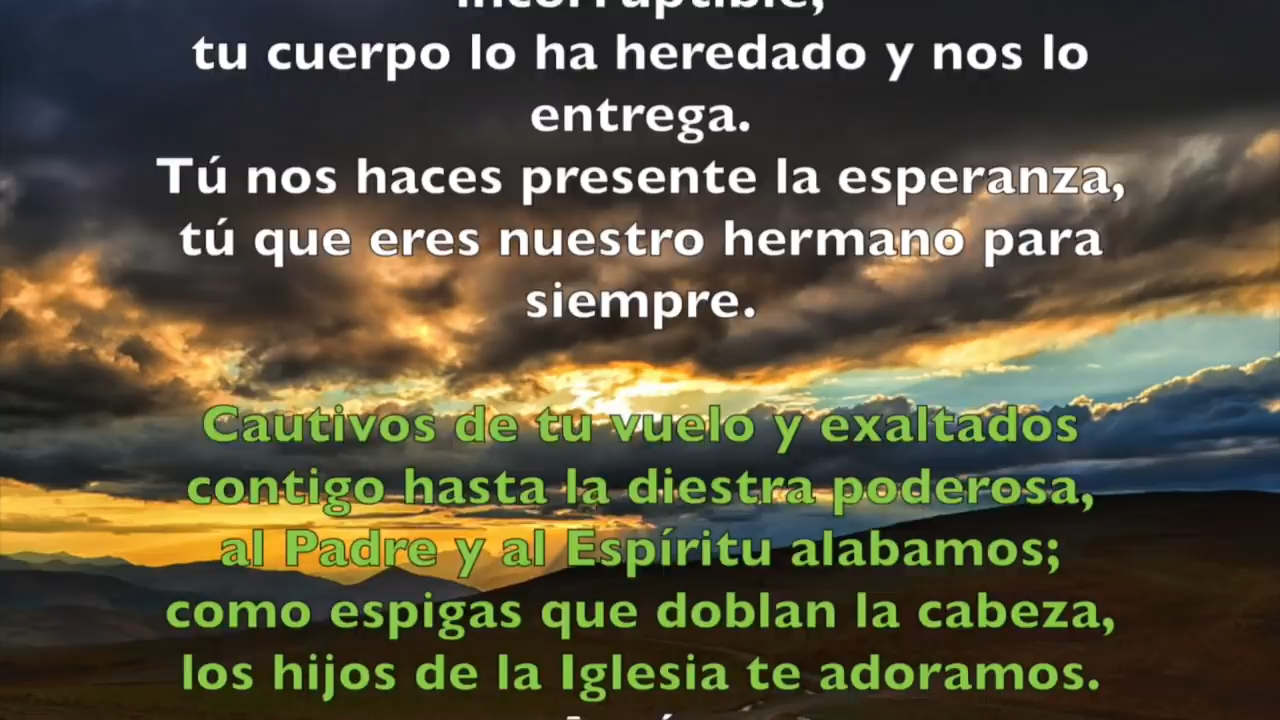 incorruptible,
tu cuerpo lo ha heredado y nos lo
entrega.
Tú nos haces presente la esperanza,
tú que eres nuestro hermano para
siempre.
Cautivos de tu vuelo y exaltados
contigo hasta la diestra poderosa,
al Padre y al Espíritu alabamos;
como espigas que doblan la cabeza,
los hijos de la Iglesia te adoramos.